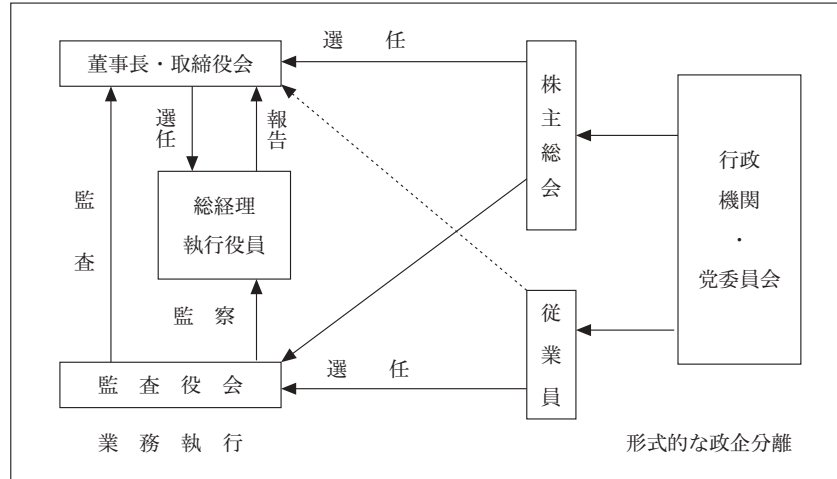 選任
董事長・取締役会
株主総会
選任
報告
行政
機関
・
党委員会
監査
総経理
執行役員
監察
従業員
選任
監査役会
業務執行
形式的な政企分離